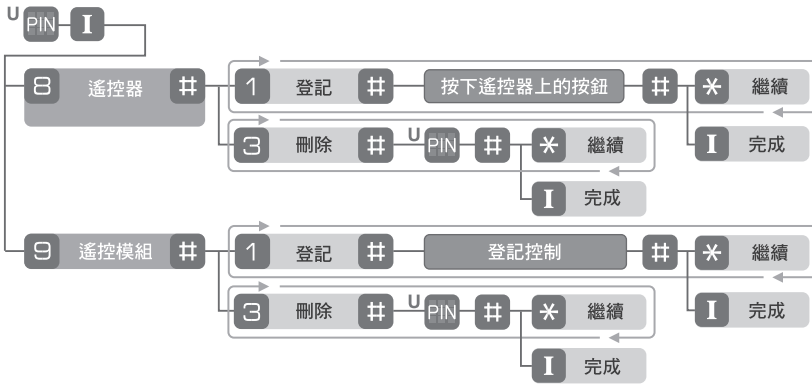 U PIN I
8 遙控器 # 1 登記 # 按下遙控器上的按鈕 # * 繼續
I 完成
3 刪除 # U PIN # * 繼續
I 完成
9 遙控模組 # 1 登記 # 登記控制 # * 繼續
I 完成
3 刪除 # U PIN # * 繼續
I 完成